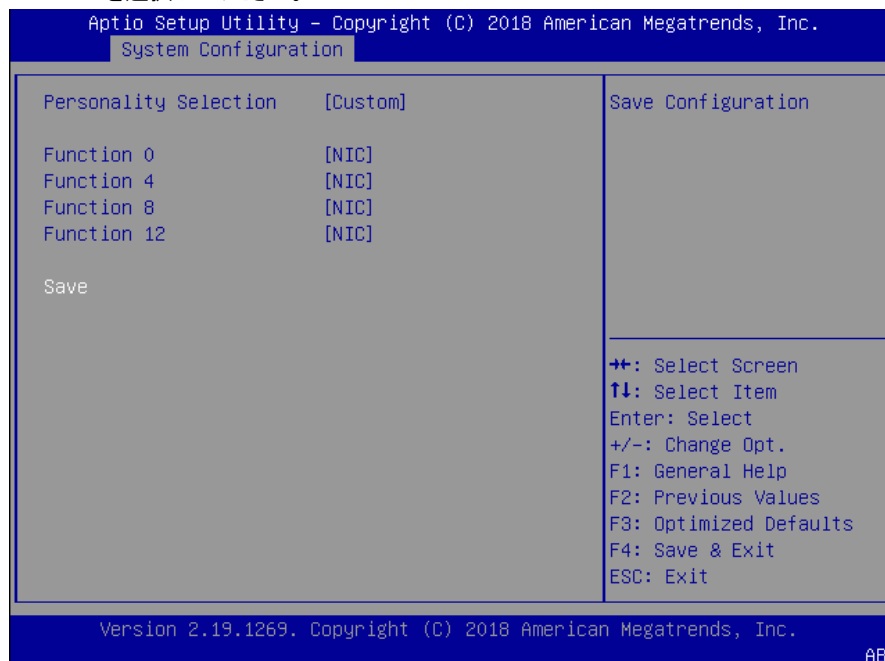 Aptio Setup Utility – Copyright (C) 2018 American Megatrends, Inc.
System Configuration
Personality Selection [Custom]
Function 0 [NIC]
Function 4 [NIC]
Function 8 [NIC]
Function 12 [NIC]
Save
Save Configuration
→←: Select Screen
↑↓: Select Item
Enter: Select
+/-: Change Opt.
F1: General Help
F2: Previous Values
F3: Optimized Defaults
F4: Save & Exit
ESC: Exit
Version 2.19.1269. Copyright (C) 2018 American Megatrends, Inc.